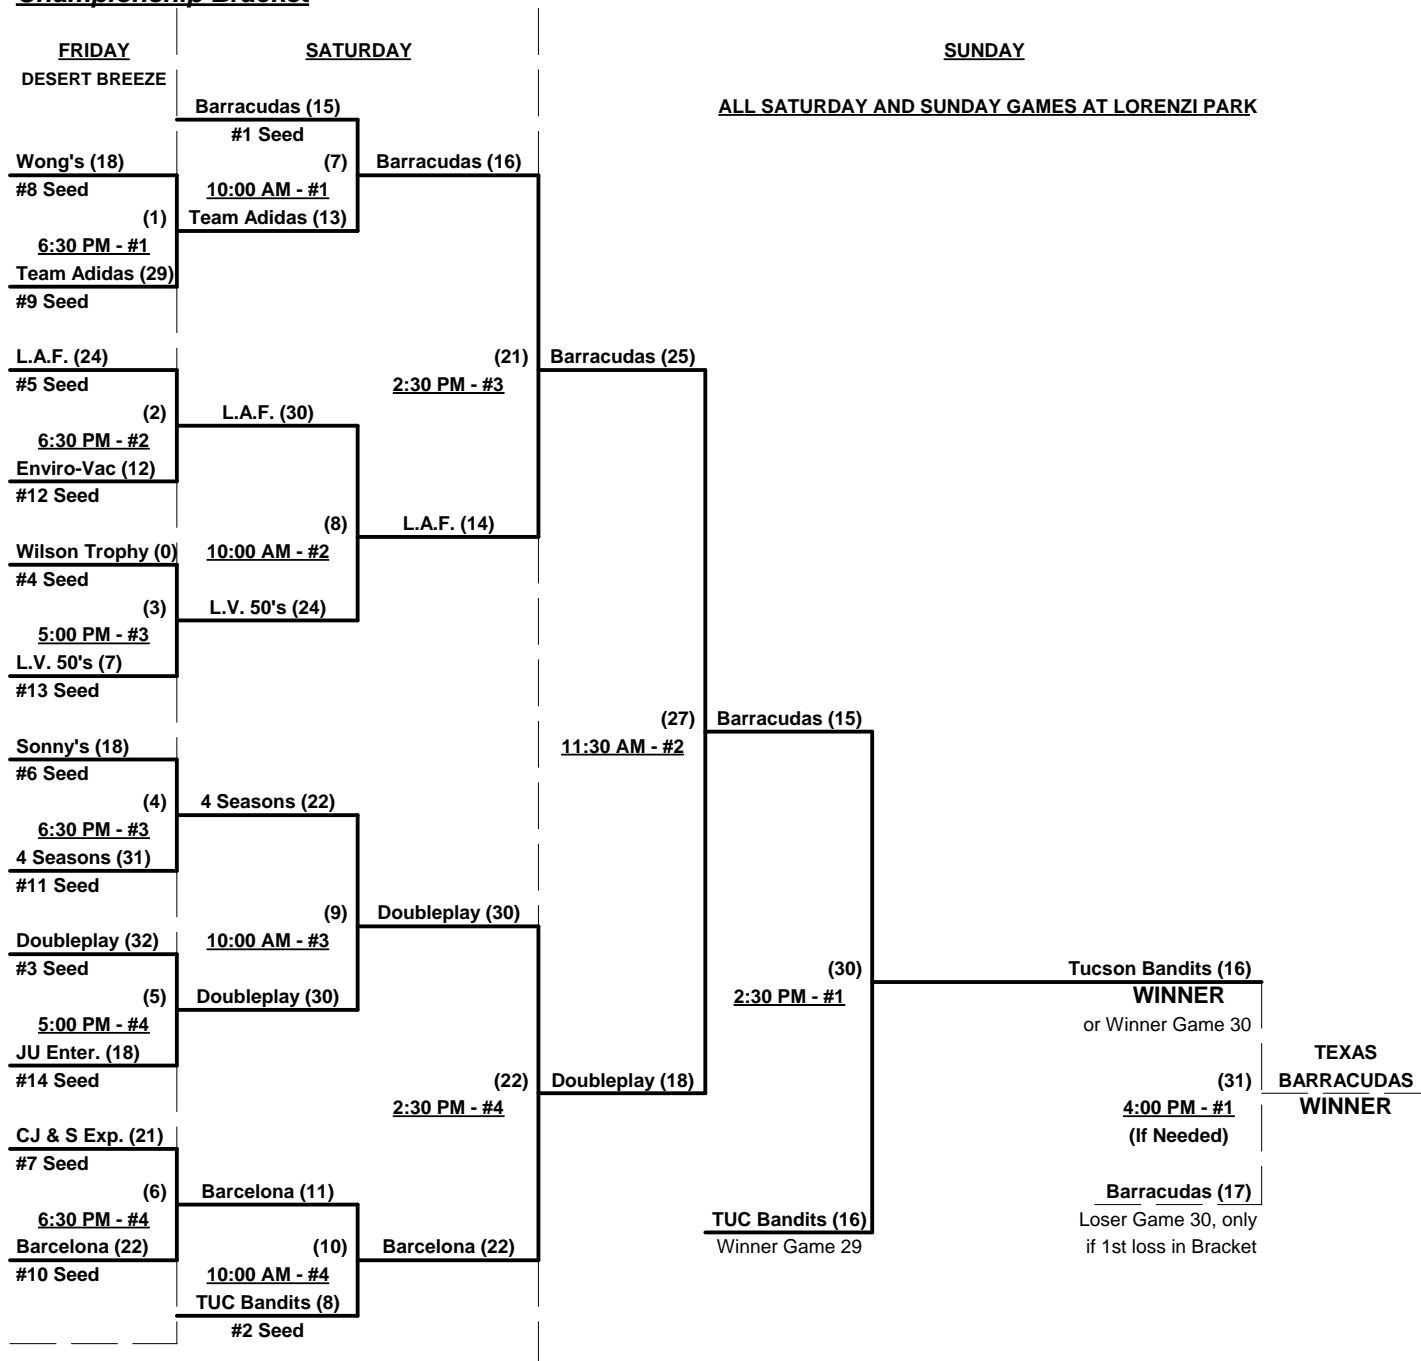 Championship Bracket
FRIDAY
SATURDAY
SUNDAY
DESERT BREEZE
ALL SATURDAY AND SUNDAY GAMES AT LORENZI PARK
Barracudas (15)
#1 Seed
Wong's (18)
#8 Seed
(7)
10:00 AM - #1
Barracudas (16)
(1)
6:30 PM - #1
Team Adidas (13)
Team Adidas (29)
#9 Seed
L.A.F. (24)
#5 Seed
(21)
2:30 PM - #3
Barracudas (25)
(2)
6:30 PM - #2
L.A.F. (30)
Enviro-Vac (12)
#12 Seed
(8)
10:00 AM - #2
L.A.F. (14)
Wilson Trophy (0)
#4 Seed
(3)
5:00 PM - #3
L.V. 50's (24)
L.V. 50's (7)
#13 Seed
(27)
11:30 AM - #2
Barracudas (15)
Sonny's (18)
#6 Seed
(4)
6:30 PM - #3
4 Seasons (22)
4 Seasons (31)
#11 Seed
(9)
10:00 AM - #3
Doubleplay (30)
Doubleplay (32)
#3 Seed
(5)
5:00 PM - #4
Doubleplay (30)
JU Enter. (18)
#14 Seed
(30)
2:30 PM - #1
Tucson Bandits (16)
WINNER
or Winner Game 30
(22)
2:30 PM - #4
Doubleplay (18)
(31)
4:00 PM - #1
(If Needed)
TEXAS
BARRACUDAS
WINNER
CJ & S Exp. (21)
#7 Seed
(6)
6:30 PM - #4
Barcelona (11)
Barcelona (22)
#10 Seed
(10)
10:00 AM - #4
Barcelona (22)
TUC Bandits (8)
#2 Seed
TUC Bandits (16)
Winner Game 29
Barracudas (17)
Loser Game 30, only
if 1st loss in Bracket